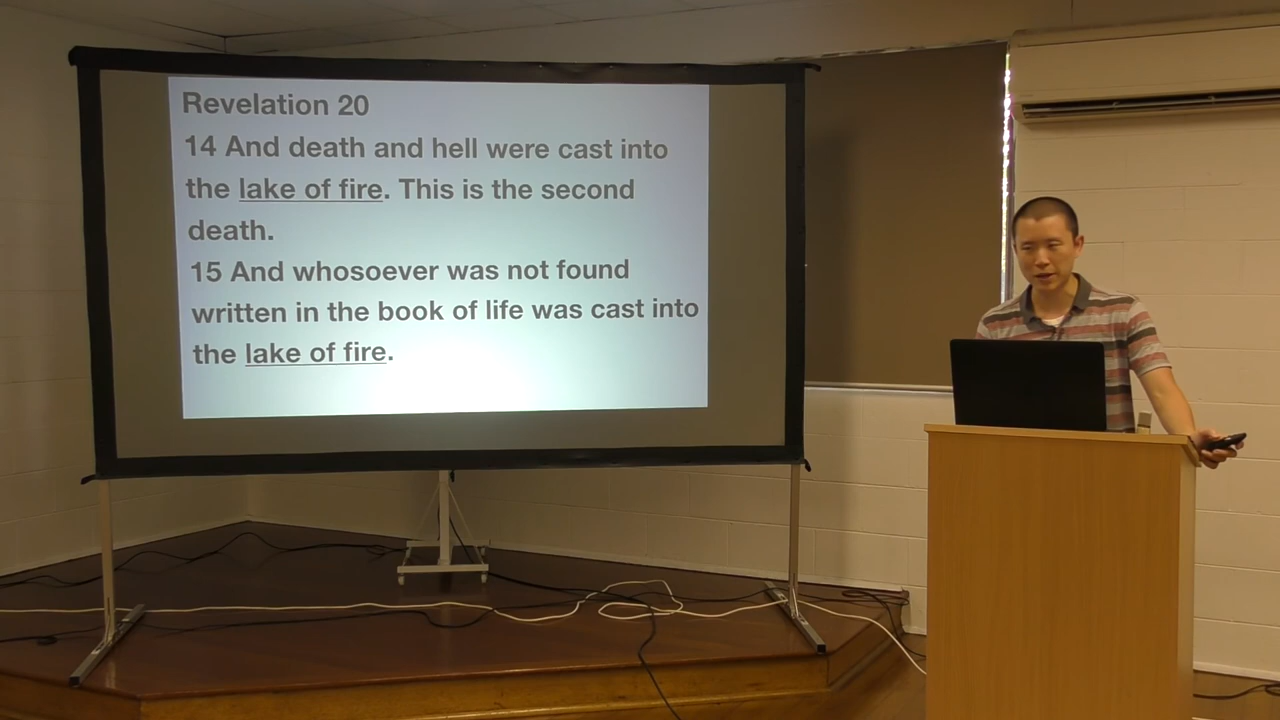 Revelation 20
14 And death and hell were cast into
the lake of fire. This is the second
death.
15 And whosoever was not found
written in the book of life was cast into
the lake of fire.